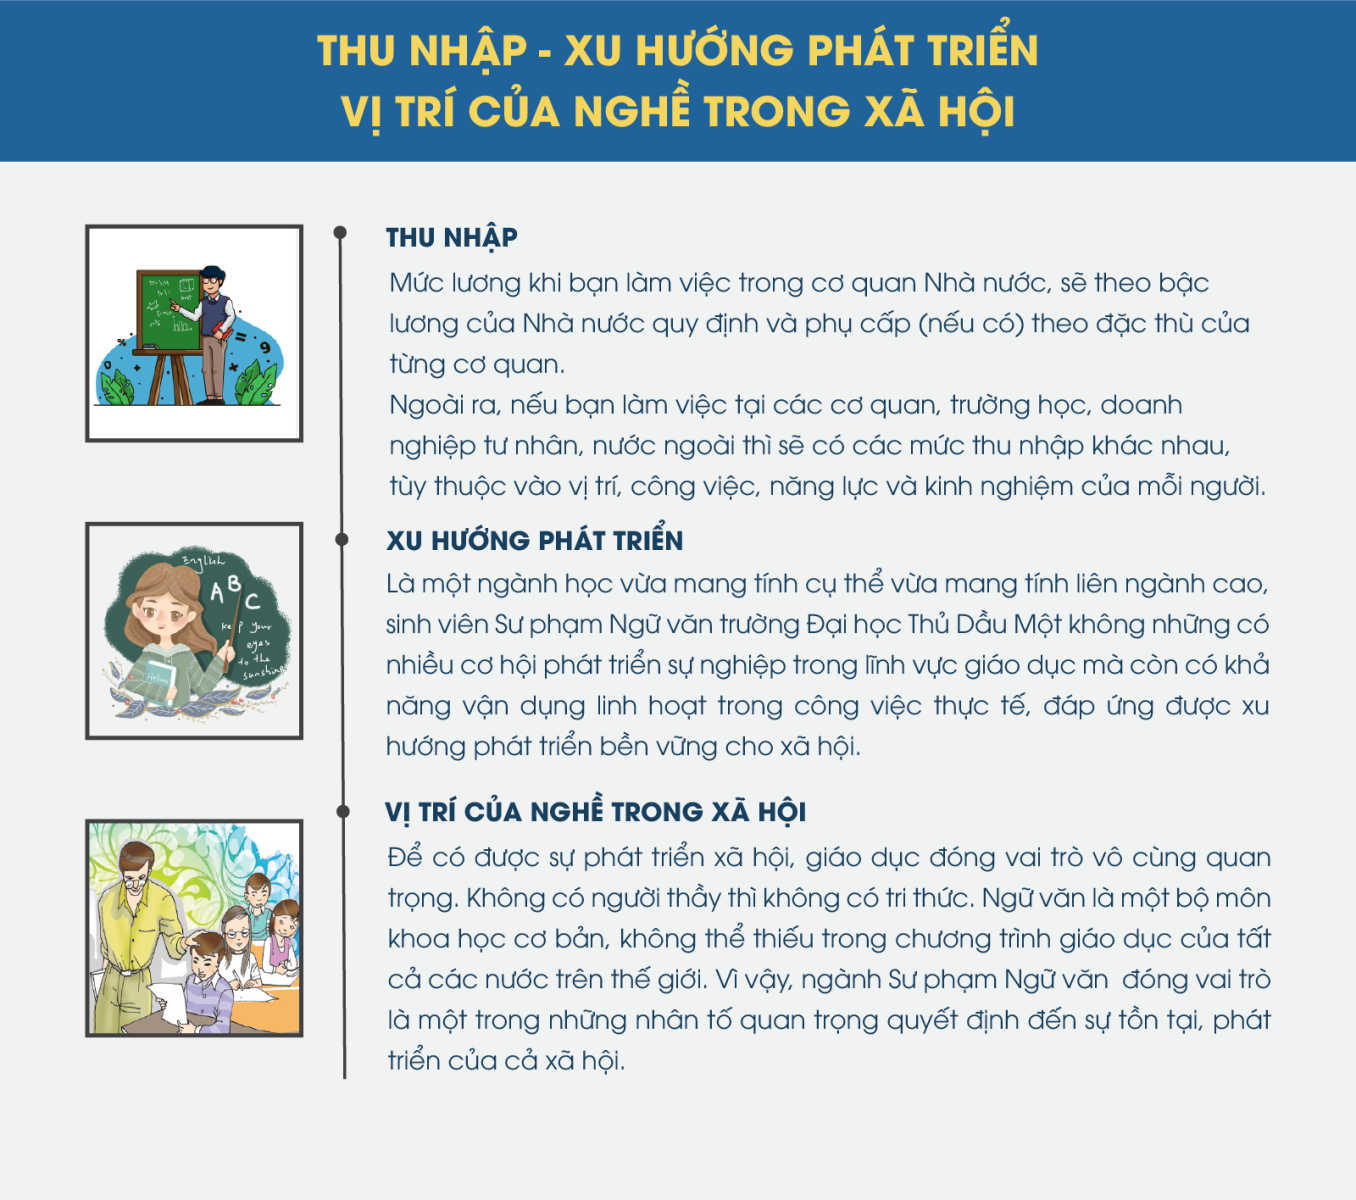 THU NHẬP - XU HƯỚNG PHÁT TRIỂN
VỊ TRÍ CỦA NGHỀ TRONG XÃ HỘI
THU NHẬP
Mức lương khi bạn làm việc trong cơ quan Nhà nước, sẽ theo bậc
lương của Nhà nước quy định và phụ cấp (nếu có) theo đặc thù của
từng cơ quan.
Ngoài ra, nếu bạn làm việc tại các cơ quan, trường học, doanh
nghiệp tư nhân, nước ngoài thì sẽ có các mức thu nhập khác nhau,
tùy thuộc vào vị trí, công việc, năng lực và kinh nghiệm của mỗi người.
English
A B C
keep your
eyes
to the
sunshine
XU HƯỚNG PHÁT TRIỂN
Là một ngành học vừa mang tính cụ thể vừa mang tính liên ngành cao,
sinh viên Sư phạm Ngữ văn trường Đại học Thủ Dầu Một không những có
nhiều cơ hội phát triển sự nghiệp trong lĩnh vực giáo dục mà còn có khả
năng vận dụng linh hoạt trong công việc thực tế, đáp ứng được xu
hướng phát triển bền vững cho xã hội.
VỊ TRÍ CỦA NGHỀ TRONG XÃ HỘI
Để có được sự phát triển xã hội, giáo dục đóng vai trò vô cùng quan
trọng. Không có người thầy thì không có tri thức. Ngữ văn là một bộ môn
khoa học cơ bản, không thể thiếu trong chương trình giáo dục của tất
cả các nước trên thế giới. Vì vậy, ngành Sư phạm Ngữ văn đóng vai trò
là một trong những nhân tố quan trọng quyết định đến sự tồn tại, phát
triển của cả xã hội.